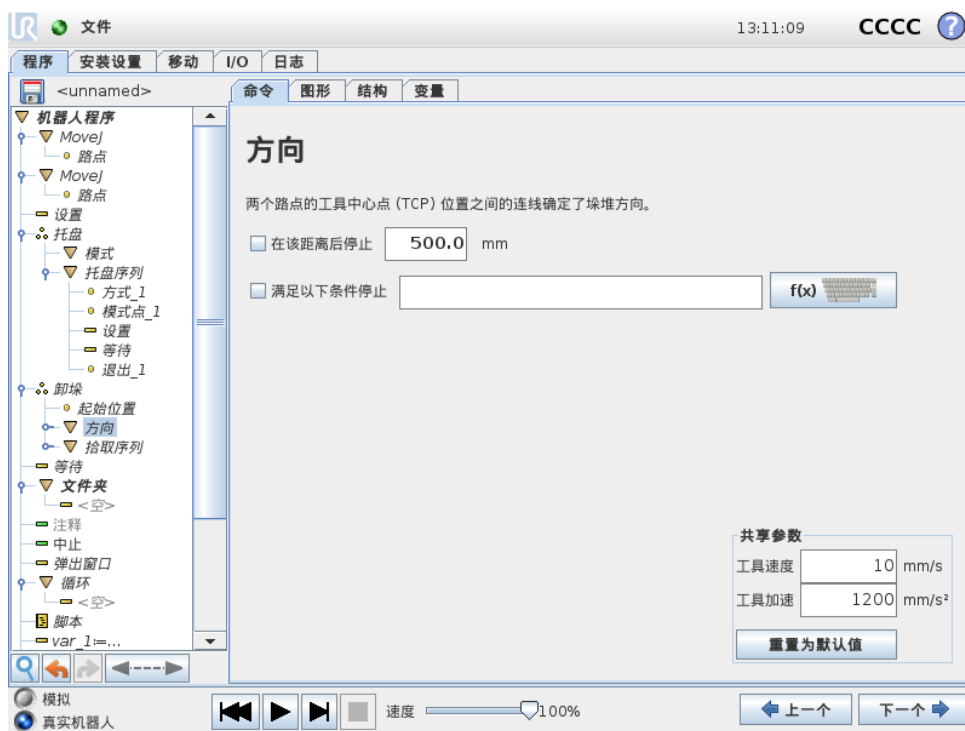 UR 文件 13:11:09 CCCC ?
程序 安装设置 移动 I/O 日志
<unnamed>
命令 图形 结构 变量
机器人程序
MoveJ
路点
MoveJ
路点
设置
托盘
模式
托盘序列
方式_1
模式点_1
设置
等待
退出_1
卸垛
起始位置
方向
拾取序列
等待
文件夹
<空>
注释
中止
弹出窗口
循环
<空>
脚本
var_1:=...
方向
两个路点的工具中心点 (TCP) 位置之间的连线确定了垛堆方向。
在该距离后停止 500.0 mm
满足以下条件停止 f(x)
共享参数
工具速度 10 mm/s
工具加速 1200 mm/s²
重置为默认值
模拟
真实机器人
速度 100%
上一个 下一个